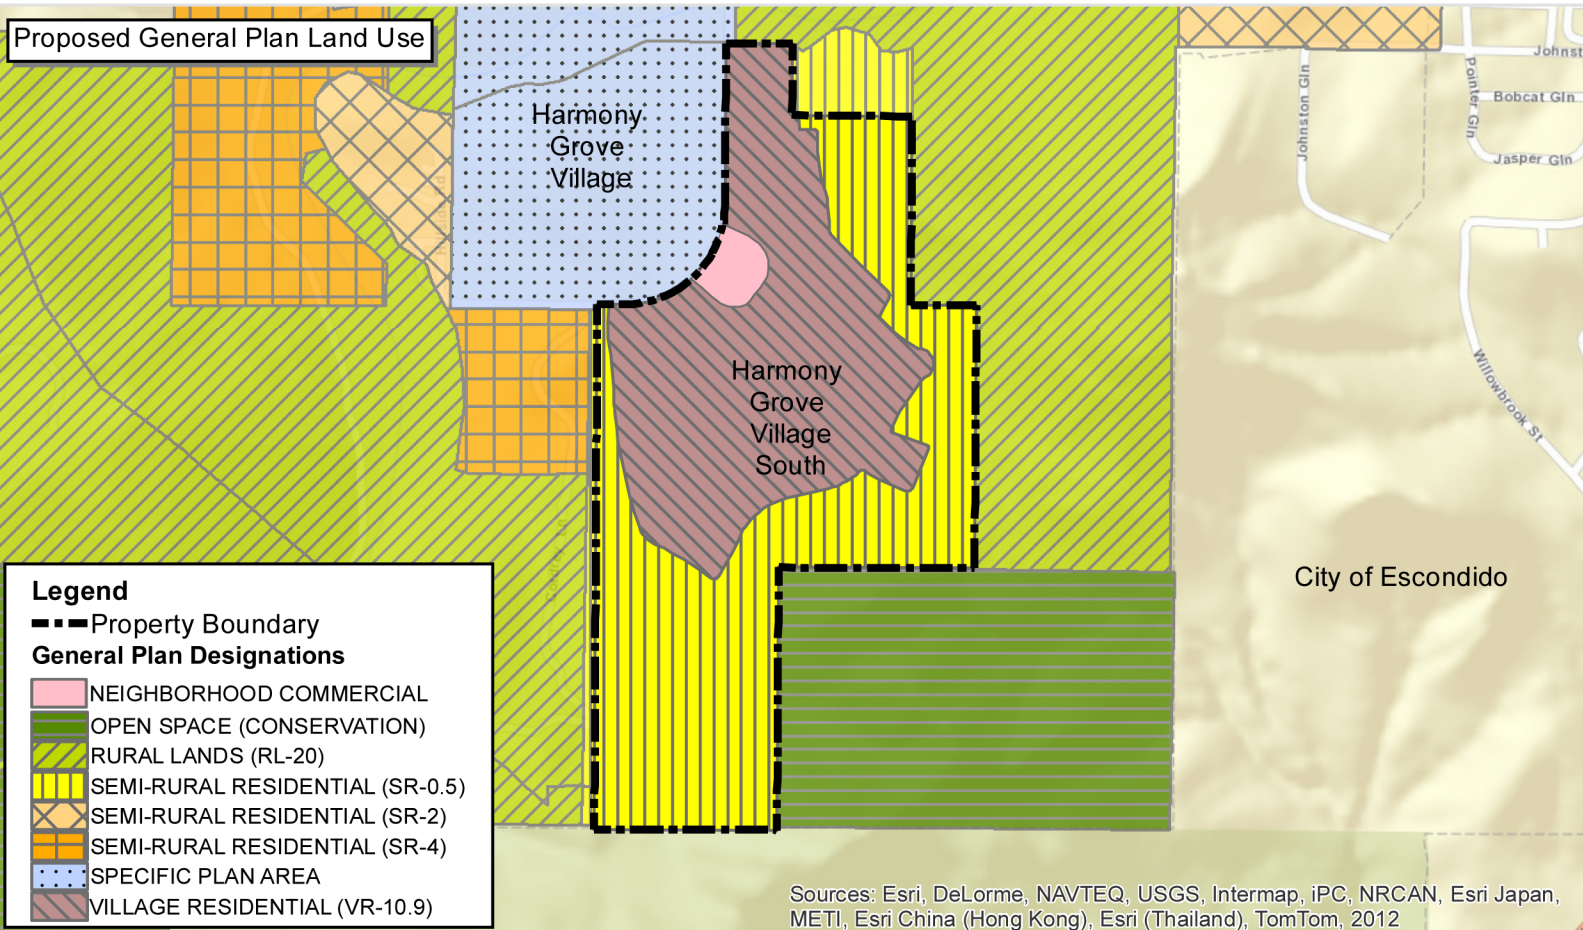 Proposed General Plan Land Use
Johnst
Pointer Gln
Bobcat Gln
Johnston Gln
Jasper Gln
Harmony
Grove
Village
Willowbrook St
Harmony
Grove
Village
South
City of Escondido
Legend
Property Boundary
General Plan Designations
NEIGHBORHOOD COMMERCIAL
OPEN SPACE (CONSERVATION)
RURAL LANDS (RL-20)
SEMI-RURAL RESIDENTIAL (SR-0.5)
SEMI-RURAL RESIDENTIAL (SR-2)
SEMI-RURAL RESIDENTIAL (SR-4)
SPECIFIC PLAN AREA
VILLAGE RESIDENTIAL (VR-10.9)
Sources: Esri, DeLorme, NAVTEQ, USGS, Intermap, iPC, NRCAN, Esri Japan,
METI, Esri China (Hong Kong), Esri (Thailand), TomTom, 2012